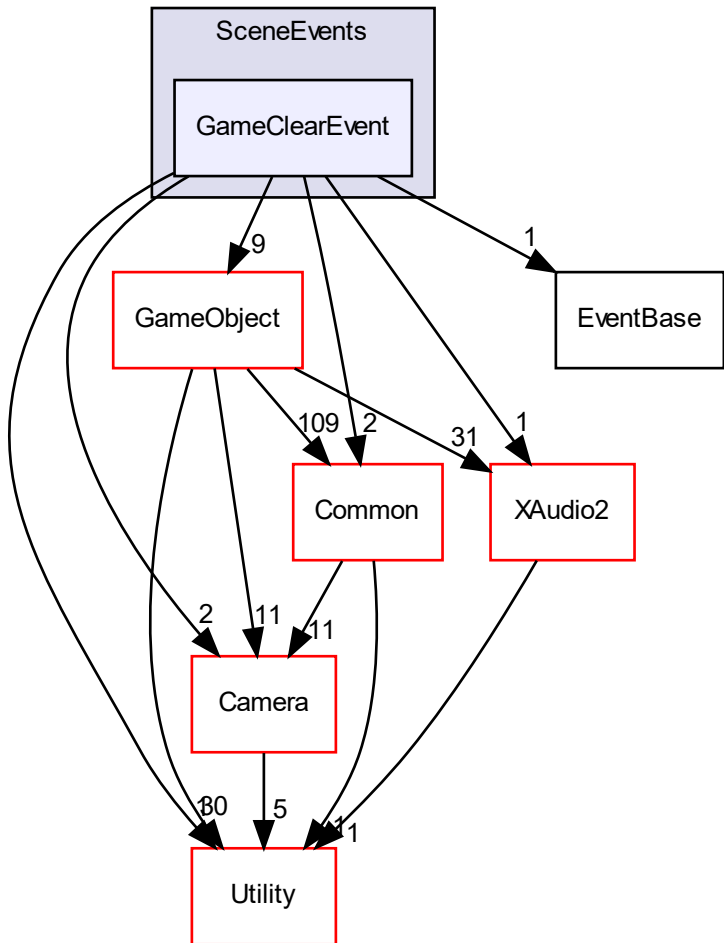 SceneEvents
GameClearEvent
9
1
GameObject
EventBase
109
2
31
1
Common
XAudio2
2
11
11
Camera
1
30
5
1
1
Utility